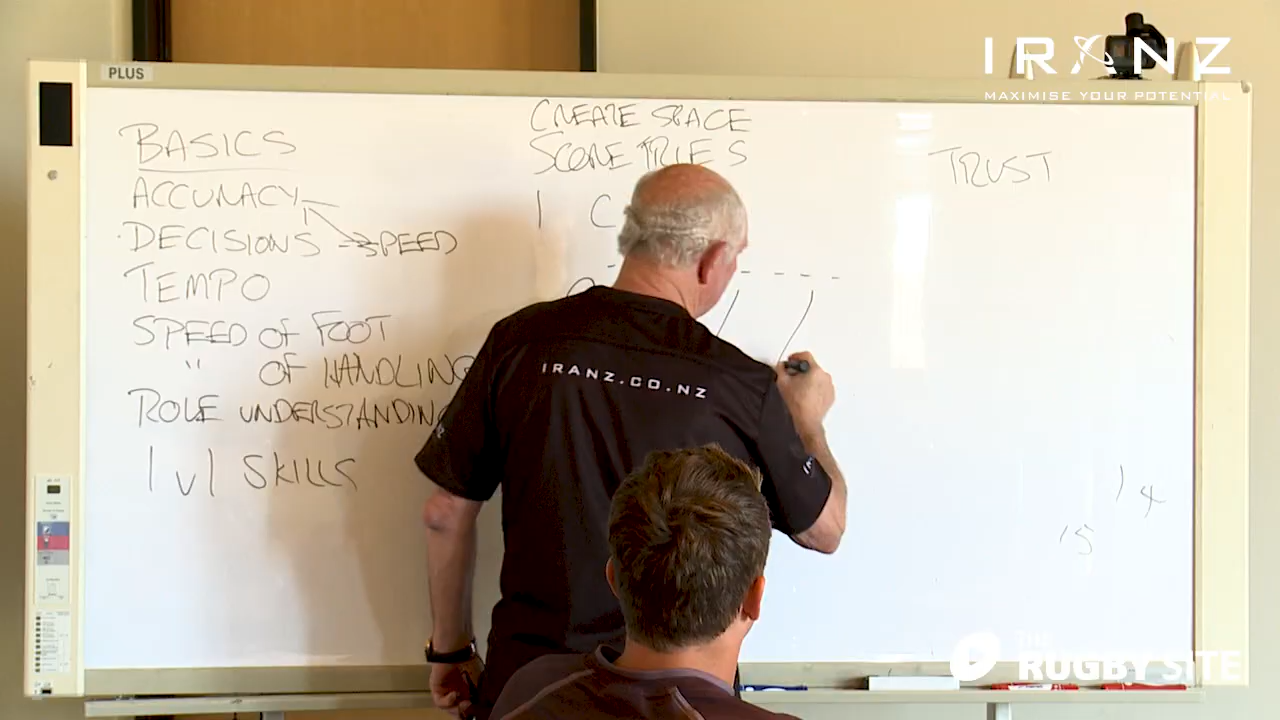 IRANZ
MAXIMISE YOUR POTENTIAL
PLUS
BASICS
ACCURACY
DECISIONS SPEED
TEMPO
SPEED OF FOOT
" OF HANDLING
ROLE UNDERSTANDING
1 v 1 SKILLS
CREATE SPACE
SCORE TRIES
1 C
TRUST
14
15
IRANZ.CO.NZ
THE
RUGBY SITE